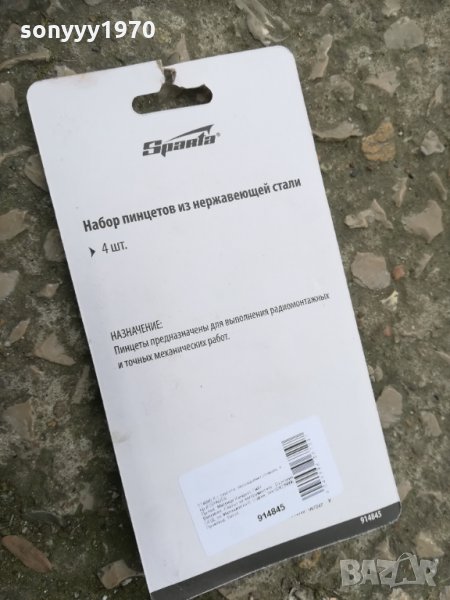 sonyyy1970
Sparta®
Набор пинцетов из нержавеющей стали
4 шт.
НАЗНАЧЕНИЕ:
Пинцеты предназначены для выполнения радиомонтажных
и точных механических работ.
914845
914845
BAZAR